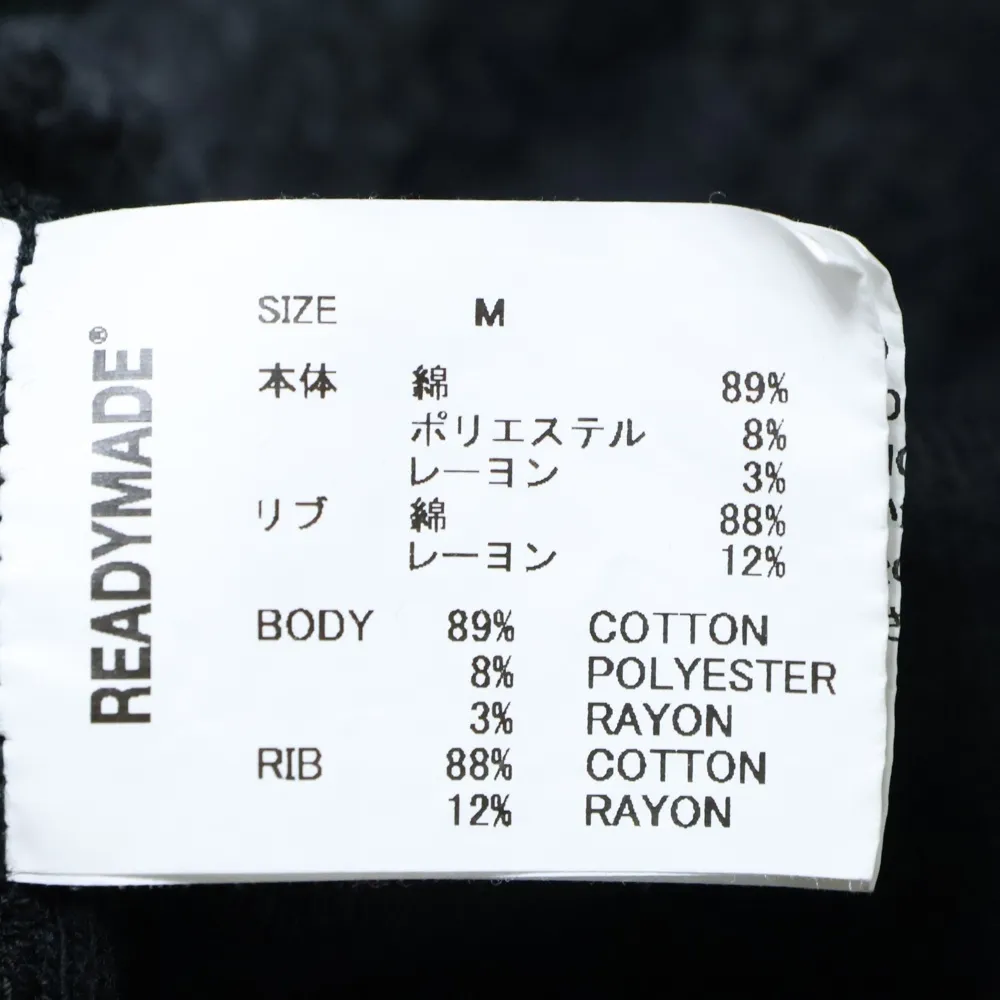 READYMADE®
SIZE M
本体 綿 89%
ポリエステル 8%
レーヨン 3%
リブ 綿 88%
レーヨン 12%
BODY 89% COTTON
8% POLYESTER
3% RAYON
RIB 88% COTTON
12% RAYON